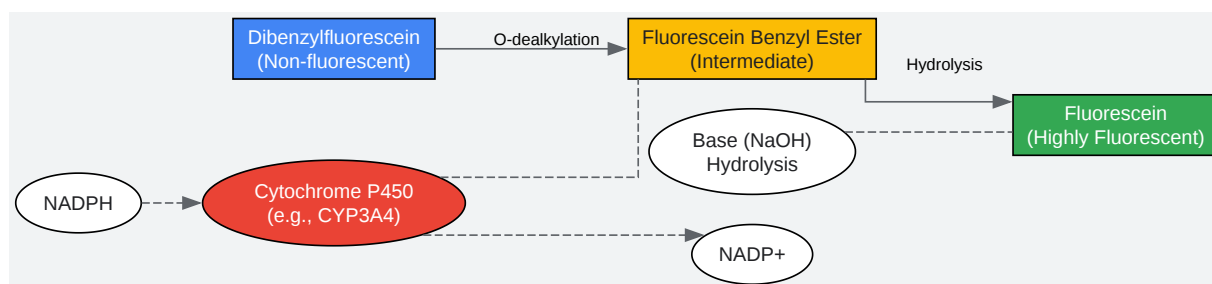 Dibenzylfluorescein
(Non-fluorescent)
O-dealkylation
Fluorescein Benzyl Ester
(Intermediate)
Hydrolysis
Fluorescein
(Highly Fluorescent)
Base (NaOH)
Hydrolysis
NADPH
Cytochrome P450
(e.g., CYP3A4)
NADP+